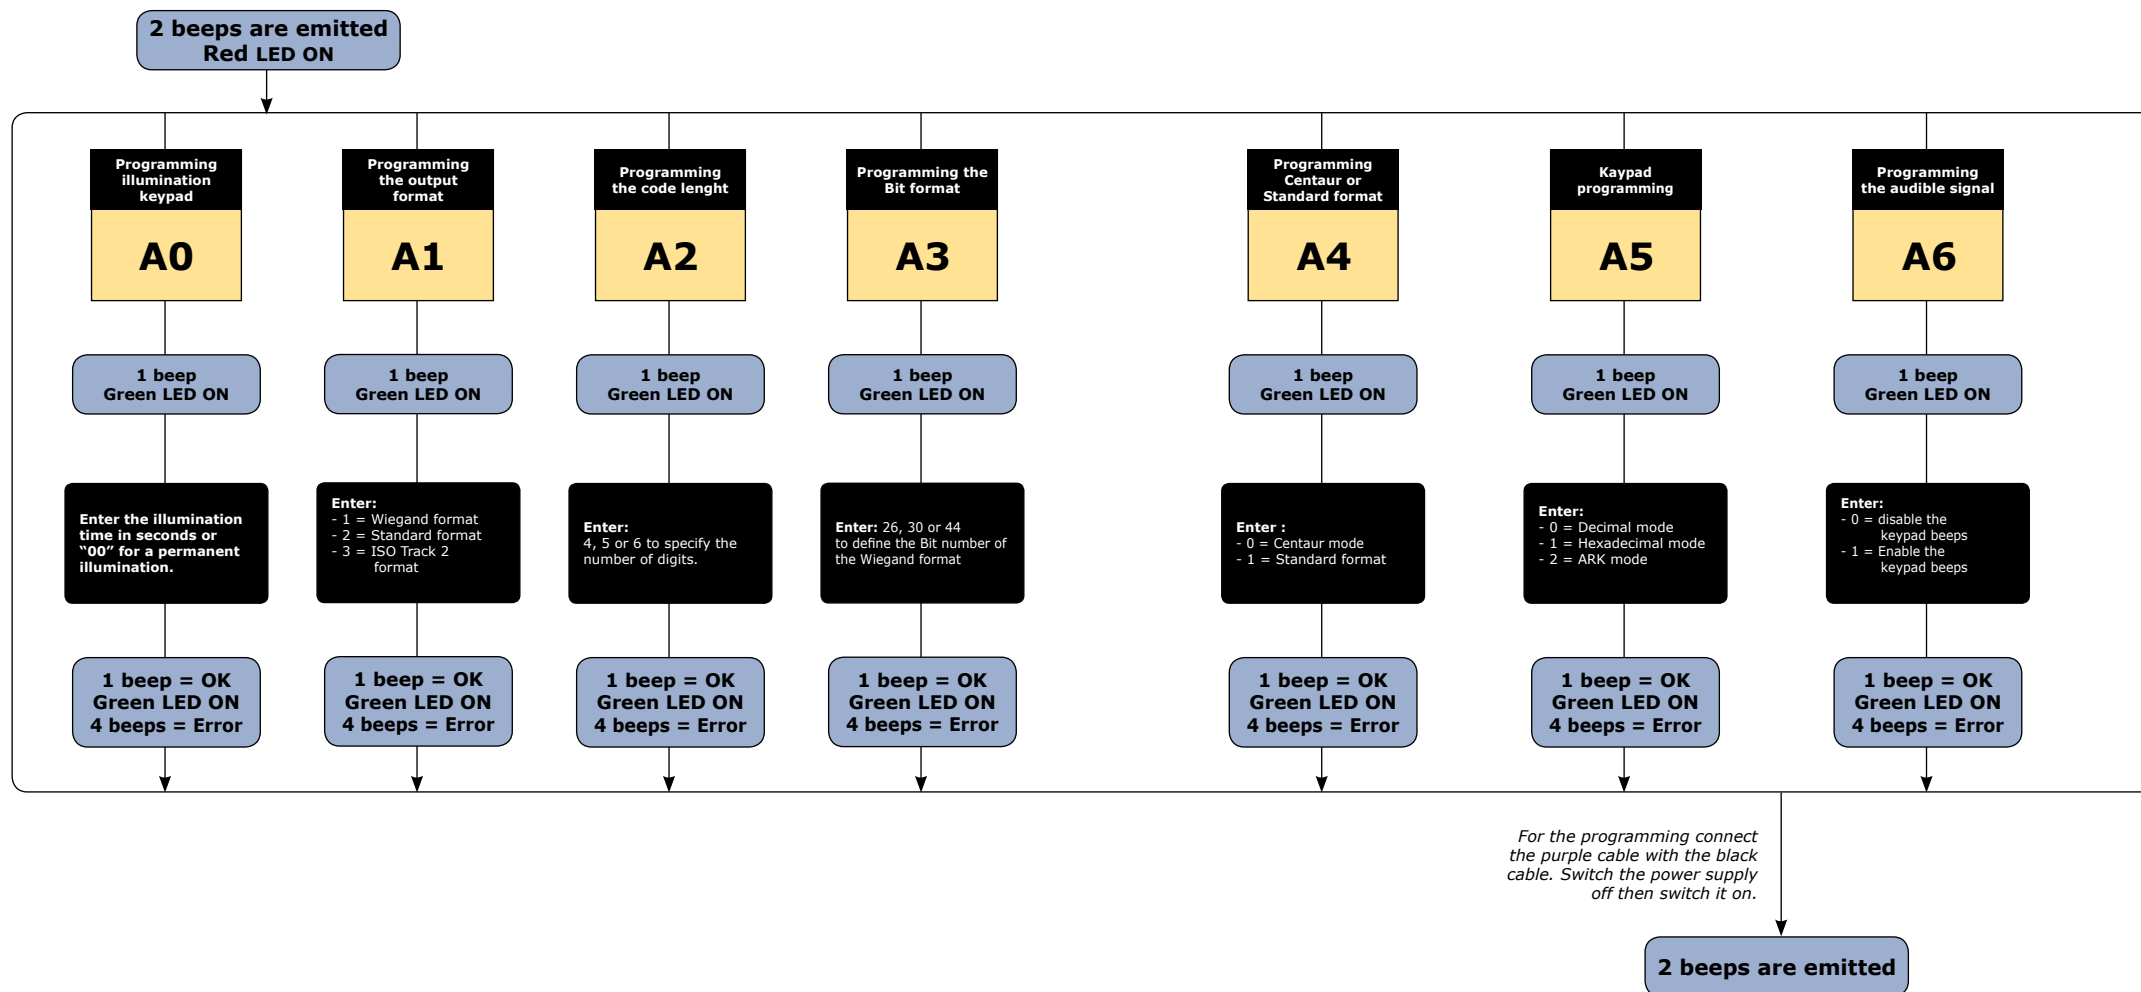 2 beeps are emitted
Red LED ON
Programming
illumination
keypad
A0
1 beep
Green LED ON
Enter the illumination
time in seconds or
“00” for a permanent
illumination.
1 beep = OK
Green LED ON
4 beeps = Error
Programming
the output
format
A1
1 beep
Green LED ON
Enter:
- 1 = Wiegand format
- 2 = Standard format
- 3 = ISO Track 2
format
1 beep = OK
Green LED ON
4 beeps = Error
Programming
the code lenght
A2
1 beep
Green LED ON
Enter:
4, 5 or 6 to specify the
number of digits.
1 beep = OK
Green LED ON
4 beeps = Error
Programming the
Bit format
A3
1 beep
Green LED ON
Enter: 26, 30 or 44
to define the Bit number of
the Wiegand format
1 beep = OK
Green LED ON
4 beeps = Error
Programming
Centaur or
Standard format
A4
1 beep
Green LED ON
Enter :
- 0 = Centaur mode
- 1 = Standard format
1 beep = OK
Green LED ON
4 beeps = Error
Kaypad
programming
A5
1 beep
Green LED ON
Enter:
- 0 = Decimal mode
- 1 = Hexadecimal mode
- 2 = ARK mode
1 beep = OK
Green LED ON
4 beeps = Error
Programming
the audible signal
A6
1 beep
Green LED ON
Enter:
- 0 = disable the
keypad beeps
- 1 = Enable the
keypad beeps
1 beep = OK
Green LED ON
4 beeps = Error
For the programming connect
the purple cable with the black
cable. Switch the power supply
off then switch it on.
2 beeps are emitted